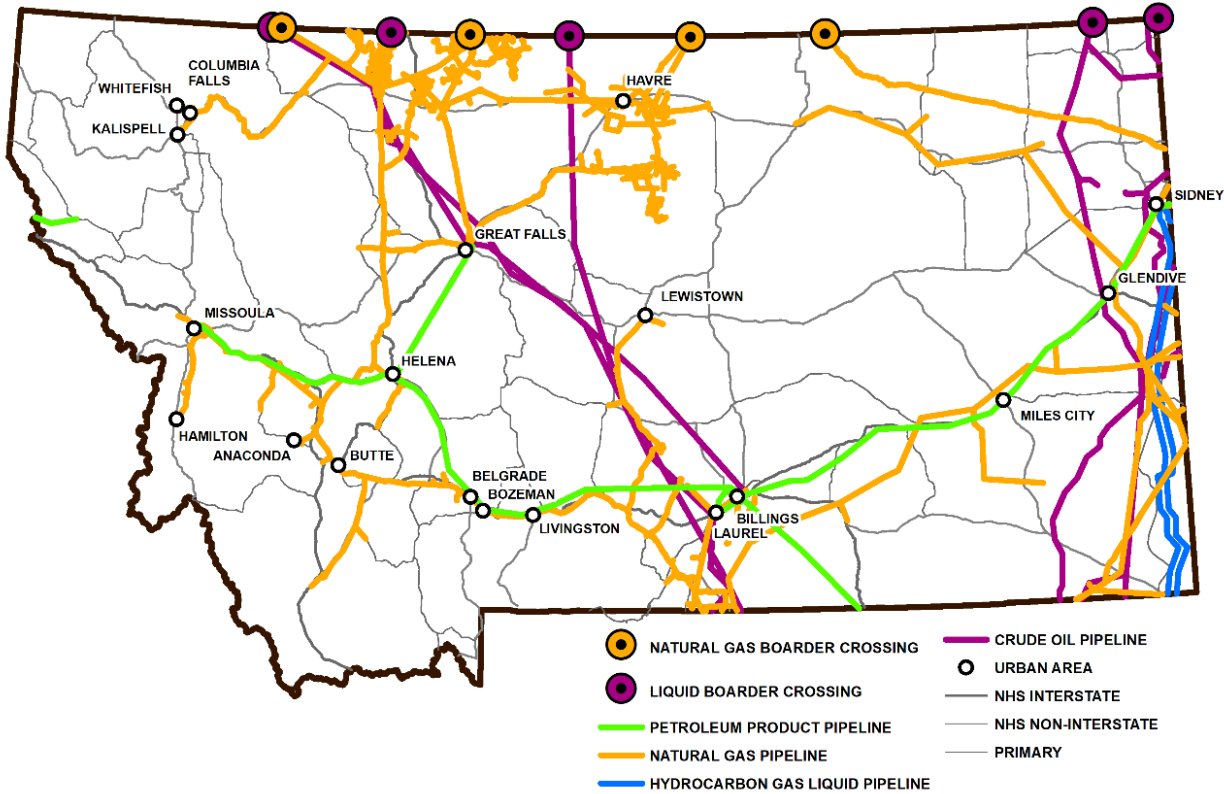 COLUMBIA
FALLS
WHITEFISH
KALISPELL
HAVRE
SIDNEY
GREAT FALLS
GLENDIVE
LEWISTOWN
MISSOULA
HELENA
MILES CITY
HAMILTON
ANACONDA
BUTTE
BELGRADE
BOZEMAN
LIVINGSTON
BILLINGS
LAUREL
NATURAL GAS BOARDER CROSSING
LIQUID BOARDER CROSSING
PETROLEUM PRODUCT PIPELINE
NATURAL GAS PIPELINE
HYDROCARBON GAS LIQUID PIPELINE
CRUDE OIL PIPELINE
URBAN AREA
NHS INTERSTATE
NHS NON-INTERSTATE
PRIMARY